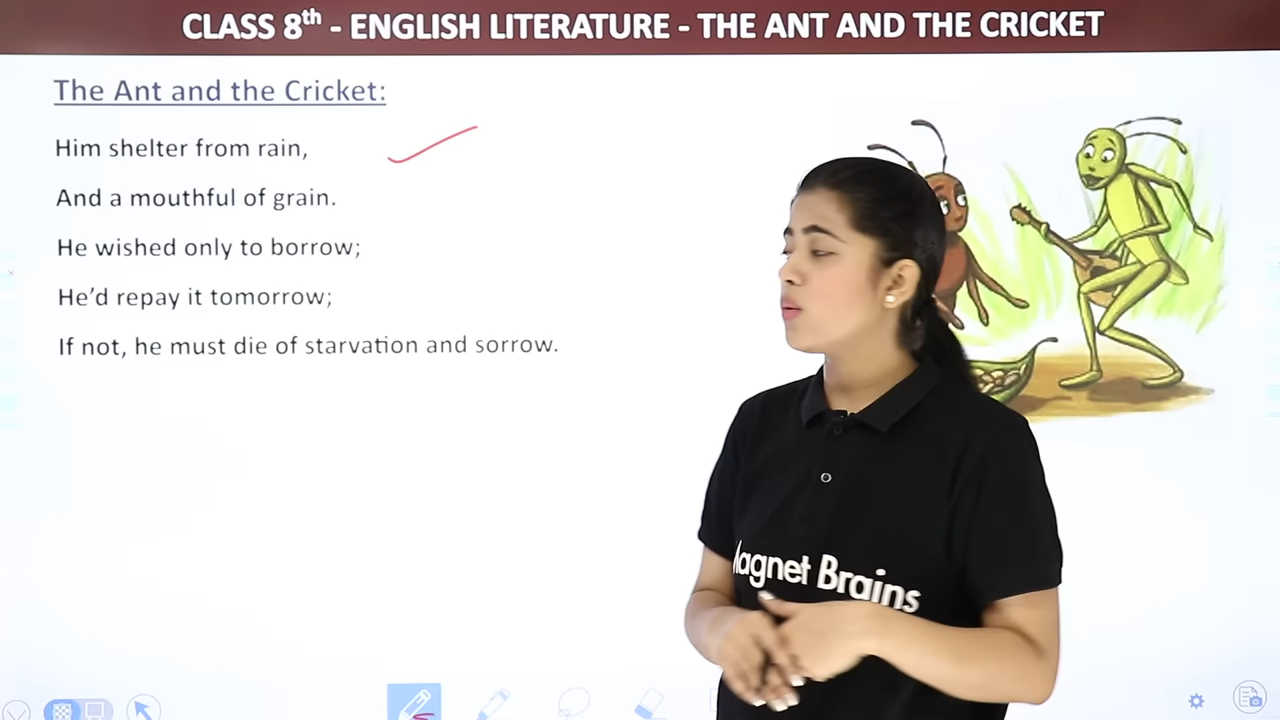 CLASS 8th - ENGLISH LITERATURE - THE ANT AND THE CRICKET
The Ant and the Cricket:
Him shelter from rain,
And a mouthful of grain.
He wished only to borrow;
He'd repay it tomorrow;
If not, he must die of starvation and sorrow.
Magnet Brains